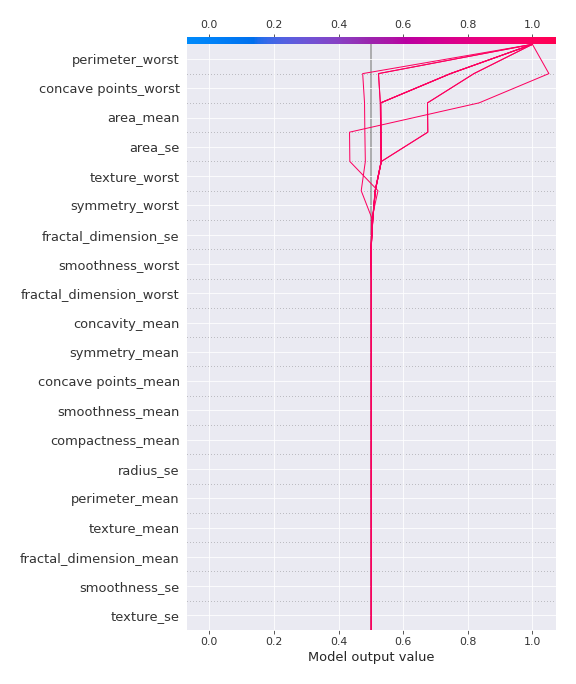 0.0 0.2 0.4 0.6 0.8 1.0
perimeter_worst
concave points_worst
area_mean
area_se
texture_worst
symmetry_worst
fractal_dimension_se
smoothness_worst
fractal_dimension_worst
concavity_mean
symmetry_mean
concave points_mean
smoothness_mean
compactness_mean
radius_se
perimeter_mean
texture_mean
fractal_dimension_mean
smoothness_se
texture_se
0.0 0.2 0.4 0.6 0.8 1.0
Model output value